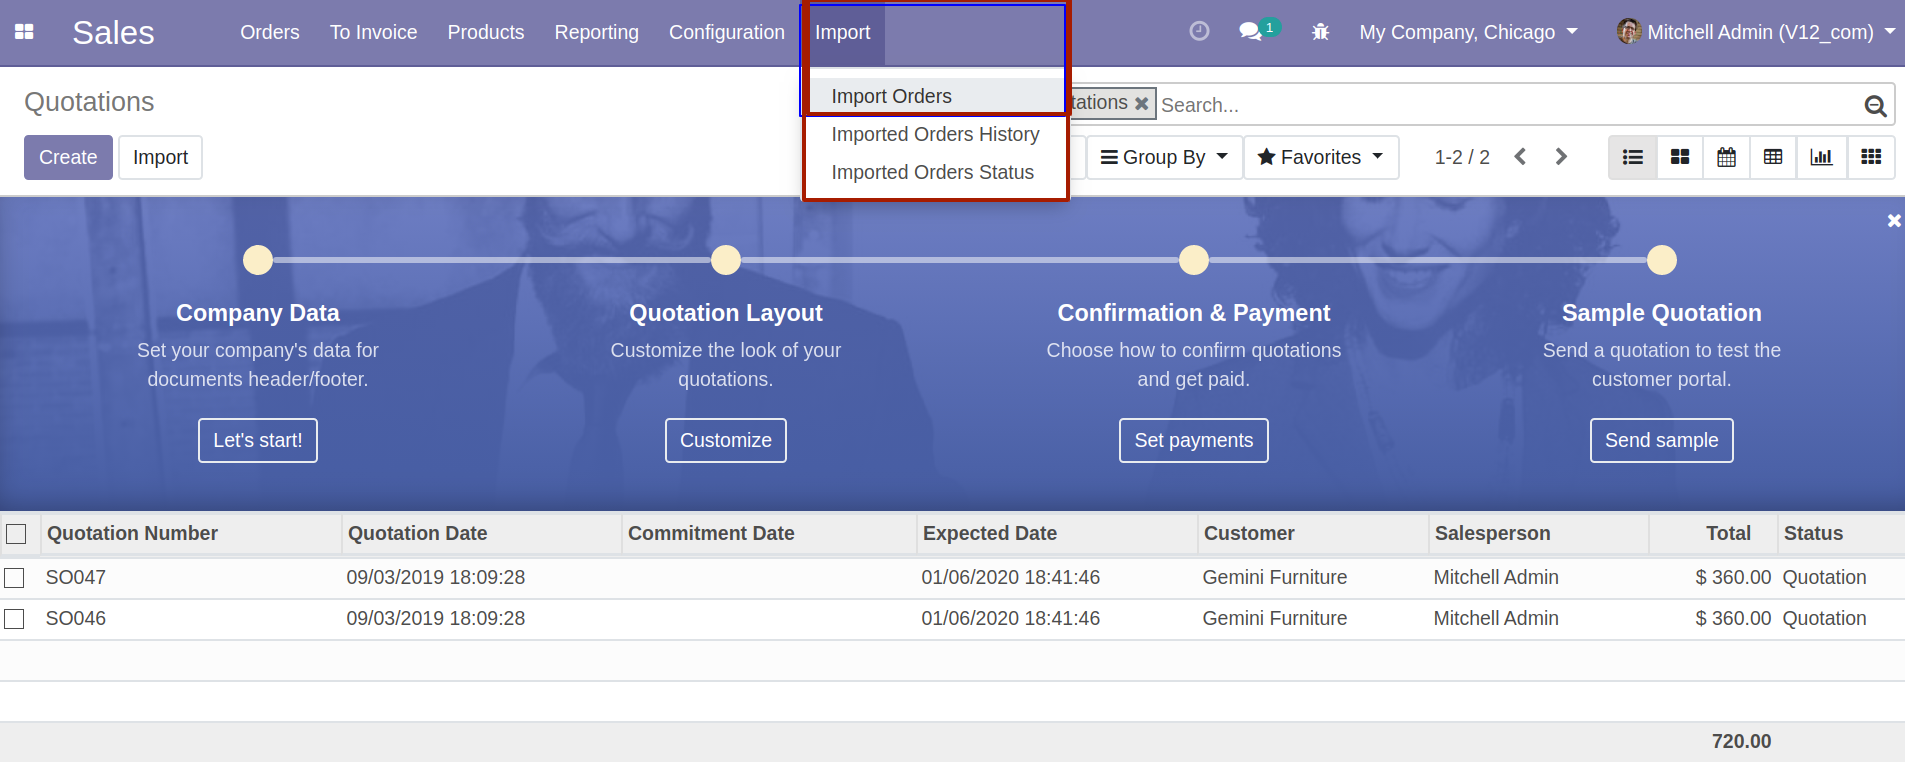 Sales
Orders
To Invoice
Products
Reporting
Configuration
Import
1
My Company, Chicago
Mitchell Admin (V12_com)
Quotations
Import Orders
Imported Orders History
Imported Orders Status
Search...
Create
Import
Group By
Favorites
1-2 / 2
Company Data
Set your company's data for
documents header/footer.
Let's start!
Quotation Layout
Customize the look of your
quotations.
Customize
Confirmation & Payment
Choose how to confirm quotations
and get paid.
Set payments
Sample Quotation
Send a quotation to test the
customer portal.
Send sample
Quotation Number Quotation Date Commitment Date Expected Date Customer Salesperson Total Status
SO047 09/03/2019 18:09:28 01/06/2020 18:41:46 Gemini Furniture Mitchell Admin $ 360.00 Quotation
SO046 09/03/2019 18:09:28 01/06/2020 18:41:46 Gemini Furniture Mitchell Admin $ 360.00 Quotation
720.00